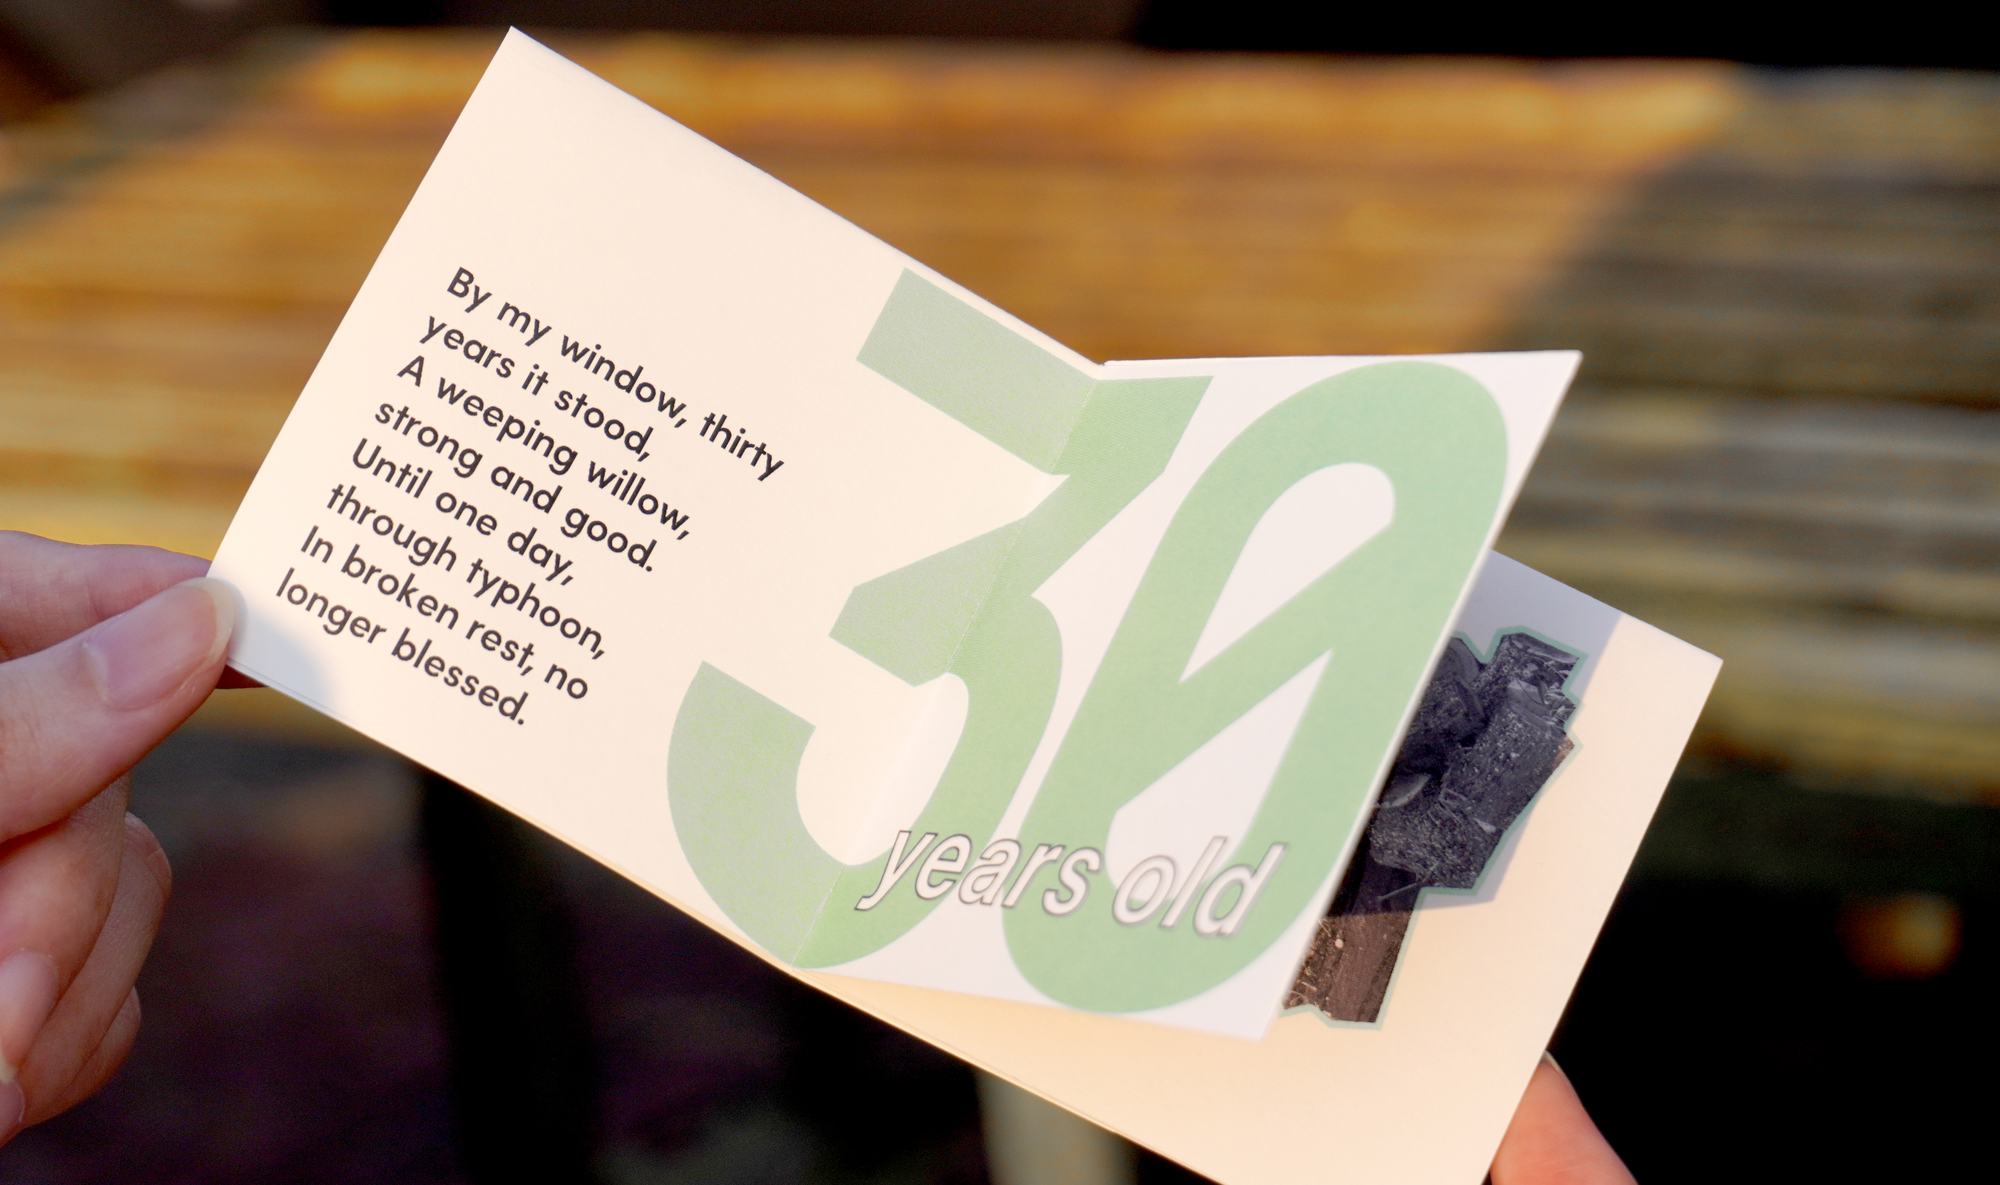 By my window, thirty
years it stood,
A weeping willow,
strong and good.
Until one day,
through typhoon,
In broken rest, no
longer blessed.
30
years old